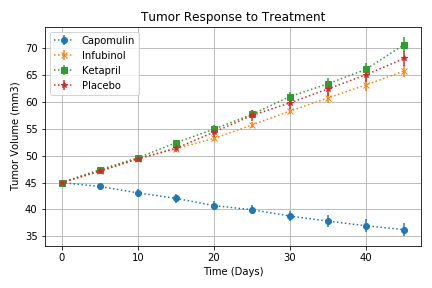 Tumor Response to Treatment
Capomulin
Infubinol
Ketapril
Placebo
Tumor Volume (mm3)
70
65
60
55
50
45
40
35
0
10
20
30
40
Time (Days)